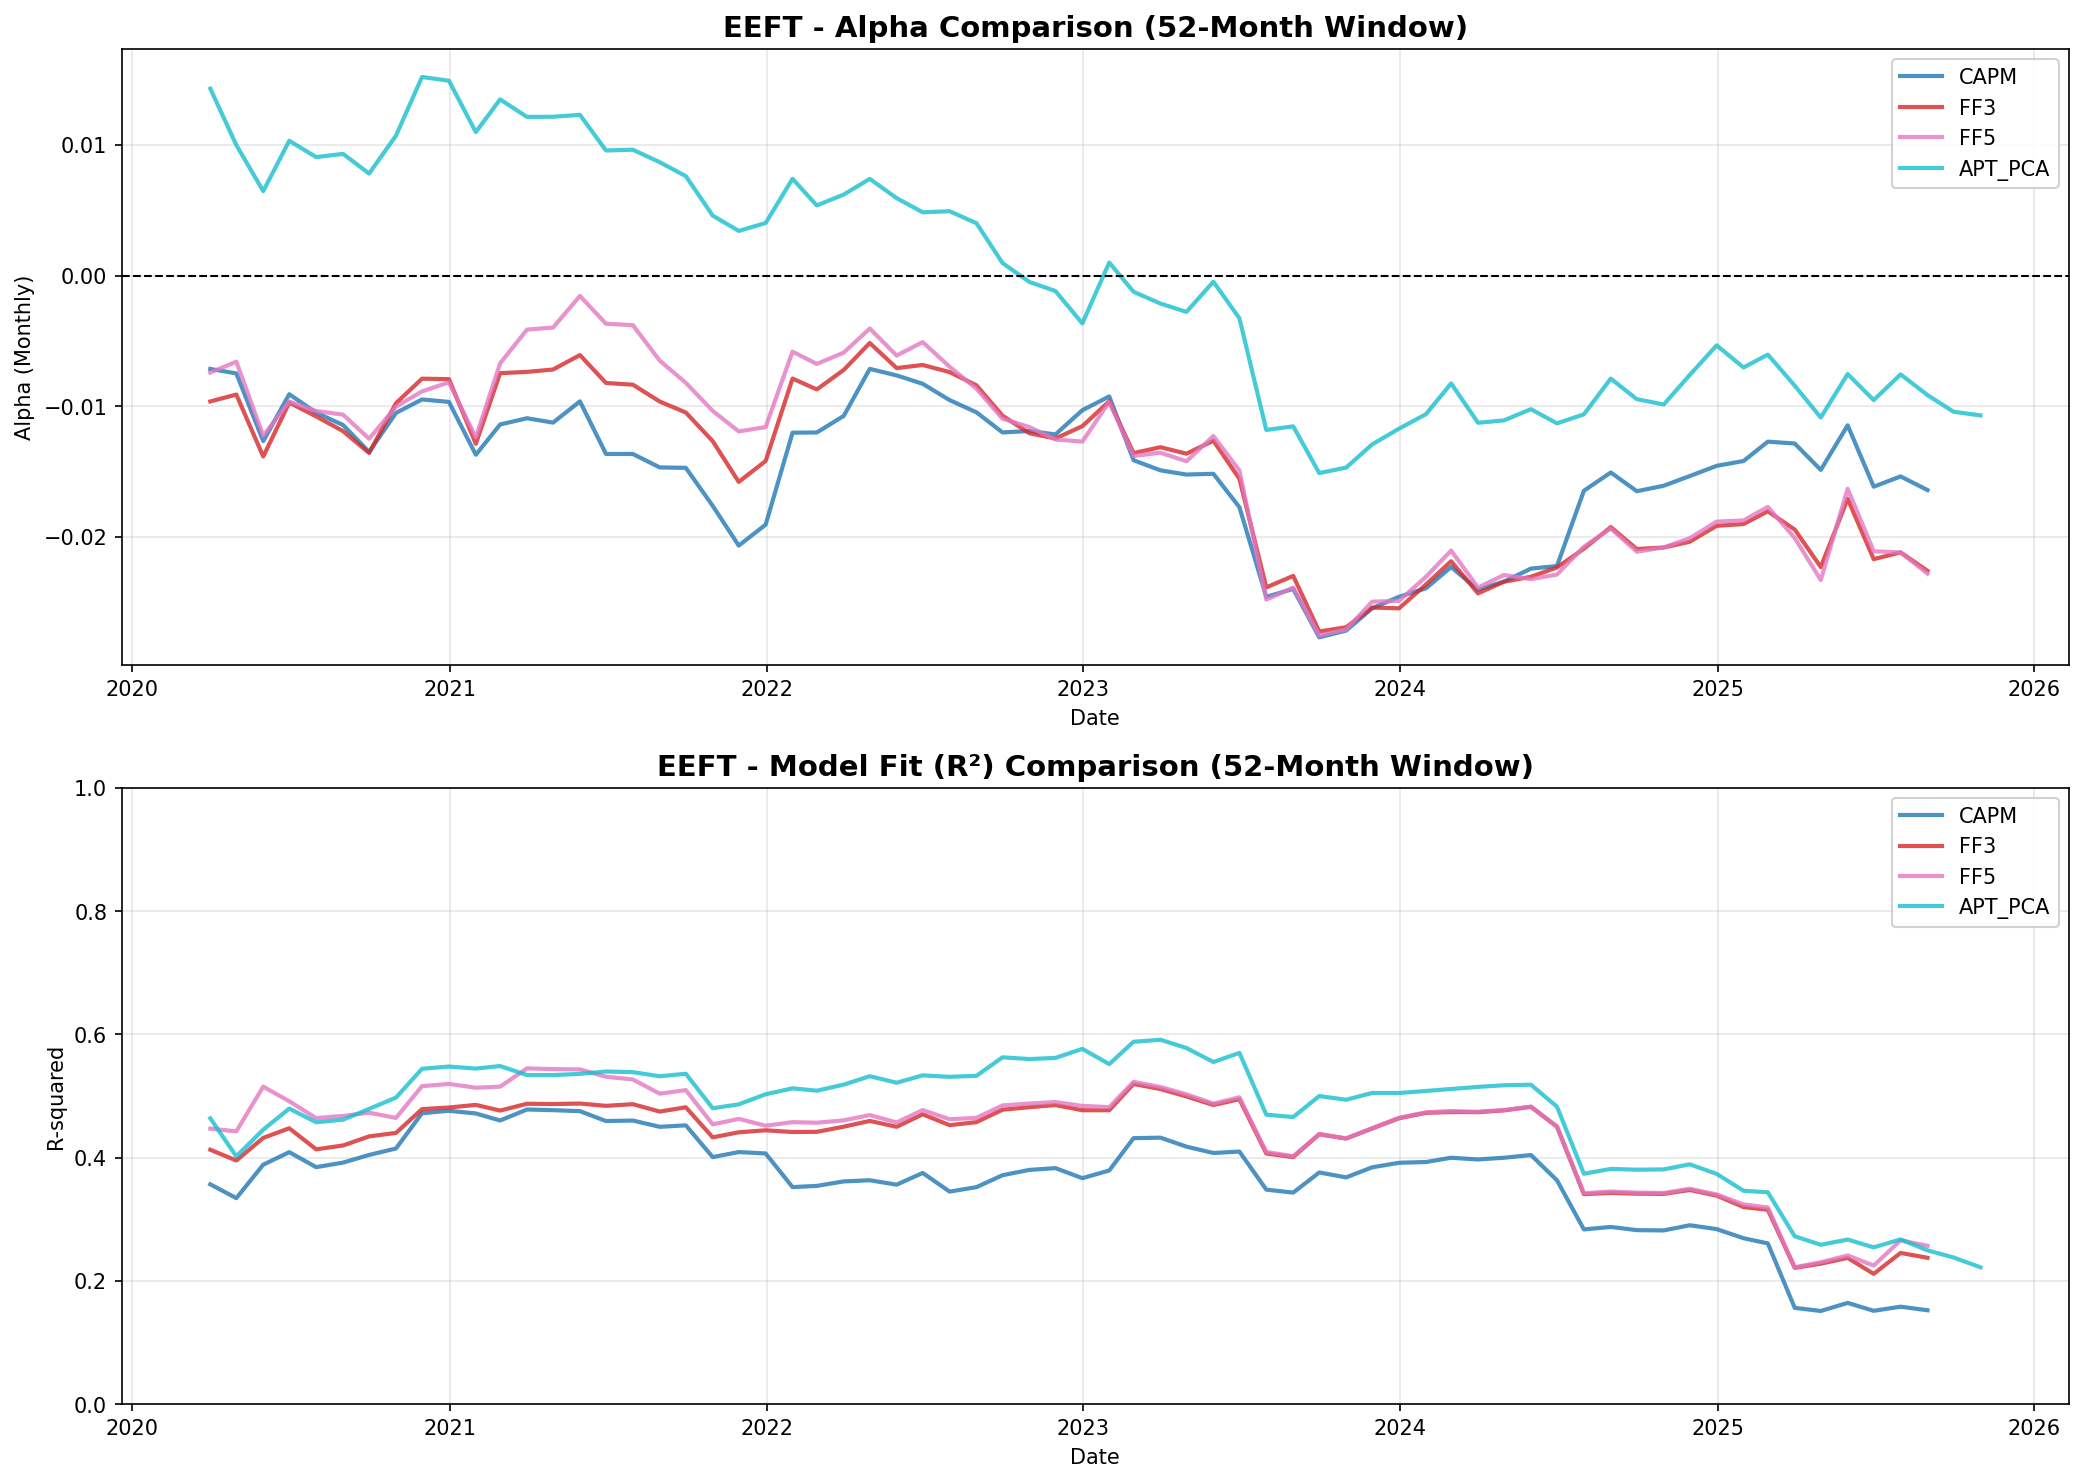 EEFT - Alpha Comparison (52-Month Window)
CAPM
FF3
FF5
APT_PCA
0.01
0.00
−0.01
−0.02
Alpha (Monthly)
2020 2021 2022 2023 2024 2025 2026
Date
EEFT - Model Fit (R²) Comparison (52-Month Window)
CAPM
FF3
FF5
APT_PCA
1.0
0.8
0.6
0.4
0.2
0.0
R-squared
2020 2021 2022 2023 2024 2025 2026
Date